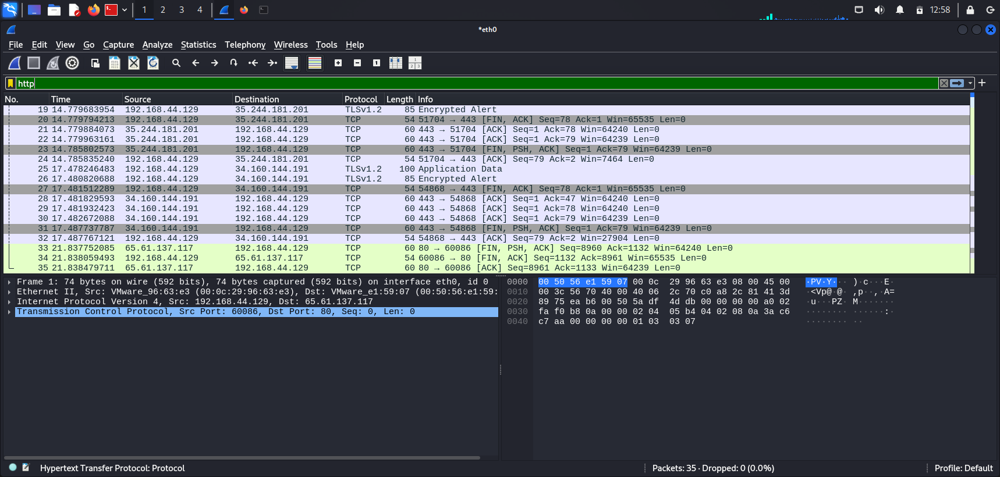 1 2 3 4 12:58
*eth0
File Edit View Go Capture Analyze Statistics Telephony Wireless Tools Help
http
No. Time Source Destination Protocol Length Info
19 14.779683954 192.168.44.129 35.244.181.201 TLSv1.2 85 Encrypted Alert
20 14.779794213 192.168.44.129 35.244.181.201 TCP 54 51704 → 443 [FIN, ACK] Seq=78 Ack=1 Win=65535 Len=0
21 14.779884073 35.244.181.201 192.168.44.129 TCP 60 443 → 51704 [ACK] Seq=1 Ack=78 Win=64240 Len=0
22 14.779963161 35.244.181.201 192.168.44.129 TCP 60 443 → 51704 [ACK] Seq=1 Ack=79 Win=64239 Len=0
23 14.785802573 35.244.181.201 192.168.44.129 TCP 60 443 → 51704 [FIN, PSH, ACK] Seq=1 Ack=79 Win=64239 Len=0
24 14.785835240 192.168.44.129 35.244.181.201 TCP 54 51704 → 443 [ACK] Seq=79 Ack=2 Win=7464 Len=0
25 17.478246483 192.168.44.129 34.160.144.191 TLSv1.2 100 Application Data
26 17.480820688 192.168.44.129 34.160.144.191 TLSv1.2 85 Encrypted Alert
27 17.481512289 192.168.44.129 34.160.144.191 TCP 54 54868 → 443 [FIN, ACK] Seq=78 Ack=1 Win=65535 Len=0
28 17.481829593 34.160.144.191 192.168.44.129 TCP 60 443 → 54868 [ACK] Seq=1 Ack=47 Win=64240 Len=0
29 17.481932423 34.160.144.191 192.168.44.129 TCP 60 443 → 54868 [ACK] Seq=1 Ack=78 Win=64240 Len=0
30 17.482672088 34.160.144.191 192.168.44.129 TCP 60 443 → 54868 [ACK] Seq=1 Ack=79 Win=64239 Len=0
31 17.487737787 34.160.144.191 192.168.44.129 TCP 60 443 → 54868 [FIN, PSH, ACK] Seq=1 Ack=79 Win=64239 Len=0
32 17.487767121 192.168.44.129 34.160.144.191 TCP 54 54868 → 443 [ACK] Seq=79 Ack=2 Win=27904 Len=0
33 21.837752085 65.61.137.117 192.168.44.129 TCP 60 80 → 60086 [FIN, PSH, ACK] Seq=8960 Ack=1132 Win=64240 Len=0
34 21.838059493 192.168.44.129 65.61.137.117 TCP 54 60086 → 80 [FIN, ACK] Seq=1132 Ack=8961 Win=65535 Len=0
35 21.838479711 65.61.137.117 192.168.44.129 TCP 60 80 → 60086 [ACK] Seq=8961 Ack=1133 Win=64239 Len=0
Frame 1: 74 bytes on wire (592 bits), 74 bytes captured (592 bits) on interface eth0, id 0
Ethernet II, Src: VMware_96:63:e3 (00:0c:29:96:63:e3), Dst: VMware_e1:59:07 (00:50:56:e1:59:
Internet Protocol Version 4, Src: 192.168.44.129, Dst: 65.61.137.117
Transmission Control Protocol, Src Port: 60086, Dst Port: 80, Seq: 0, Len: 0
0000 00 50 56 e1 59 07 00 0c 29 96 63 e3 08 00 45 00 ·PV·Y··· )·c···E·
0010 00 3c 56 70 40 00 40 06 2c 70 c0 a8 2c 81 41 3d ·<Vp@·@· ,p··,·A=
0020 89 75 ea b6 00 50 5a df 4d db 00 00 00 00 a0 02 ·u···PZ· M·······
0030 fa f0 b8 0a 00 00 02 04 05 b4 04 02 08 0a 3a c6 ········ ······:·
0040 c7 aa 00 00 00 00 01 03 03 07 ········ ··
Hypertext Transfer Protocol: Protocol Packets: 35 · Dropped: 0 (0.0%) Profile: Default